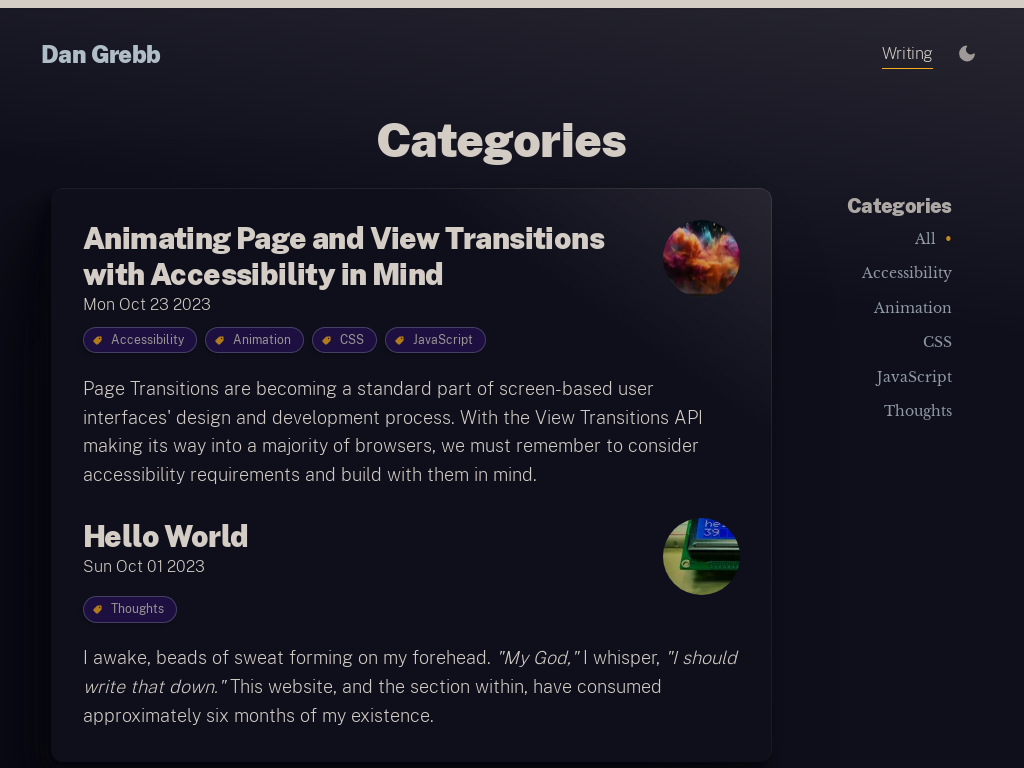 Dan Grebb
Writing
Categories
Animating Page and View Transitions
with Accessibility in Mind
Mon Oct 23 2023
Accessibility
Animation
CSS
JavaScript
Page Transitions are becoming a standard part of screen-based user
interfaces' design and development process. With the View Transitions API
making its way into a majority of browsers, we must remember to consider
accessibility requirements and build with them in mind.
Hello World
Sun Oct 01 2023
Thoughts
I awake, beads of sweat forming on my forehead. "My God," I whisper, "I should
write that down." This website, and the section within, have consumed
approximately six months of my existence.
Categories
All •
Accessibility
Animation
CSS
JavaScript
Thoughts